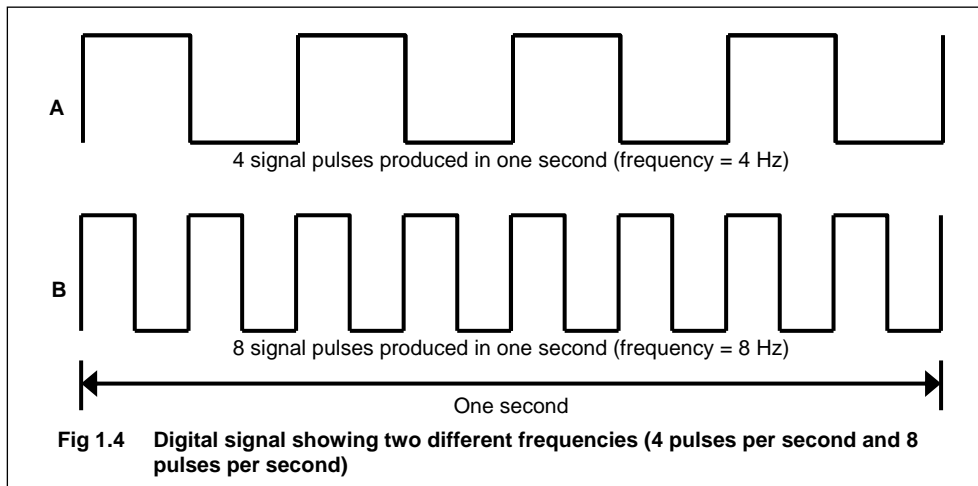 A
4 signal pulses produced in one second (frequency = 4 Hz)
B
8 signal pulses produced in one second (frequency = 8 Hz)
One second
Fig 1.4 Digital signal showing two different frequencies (4 pulses per second and 8
pulses per second)